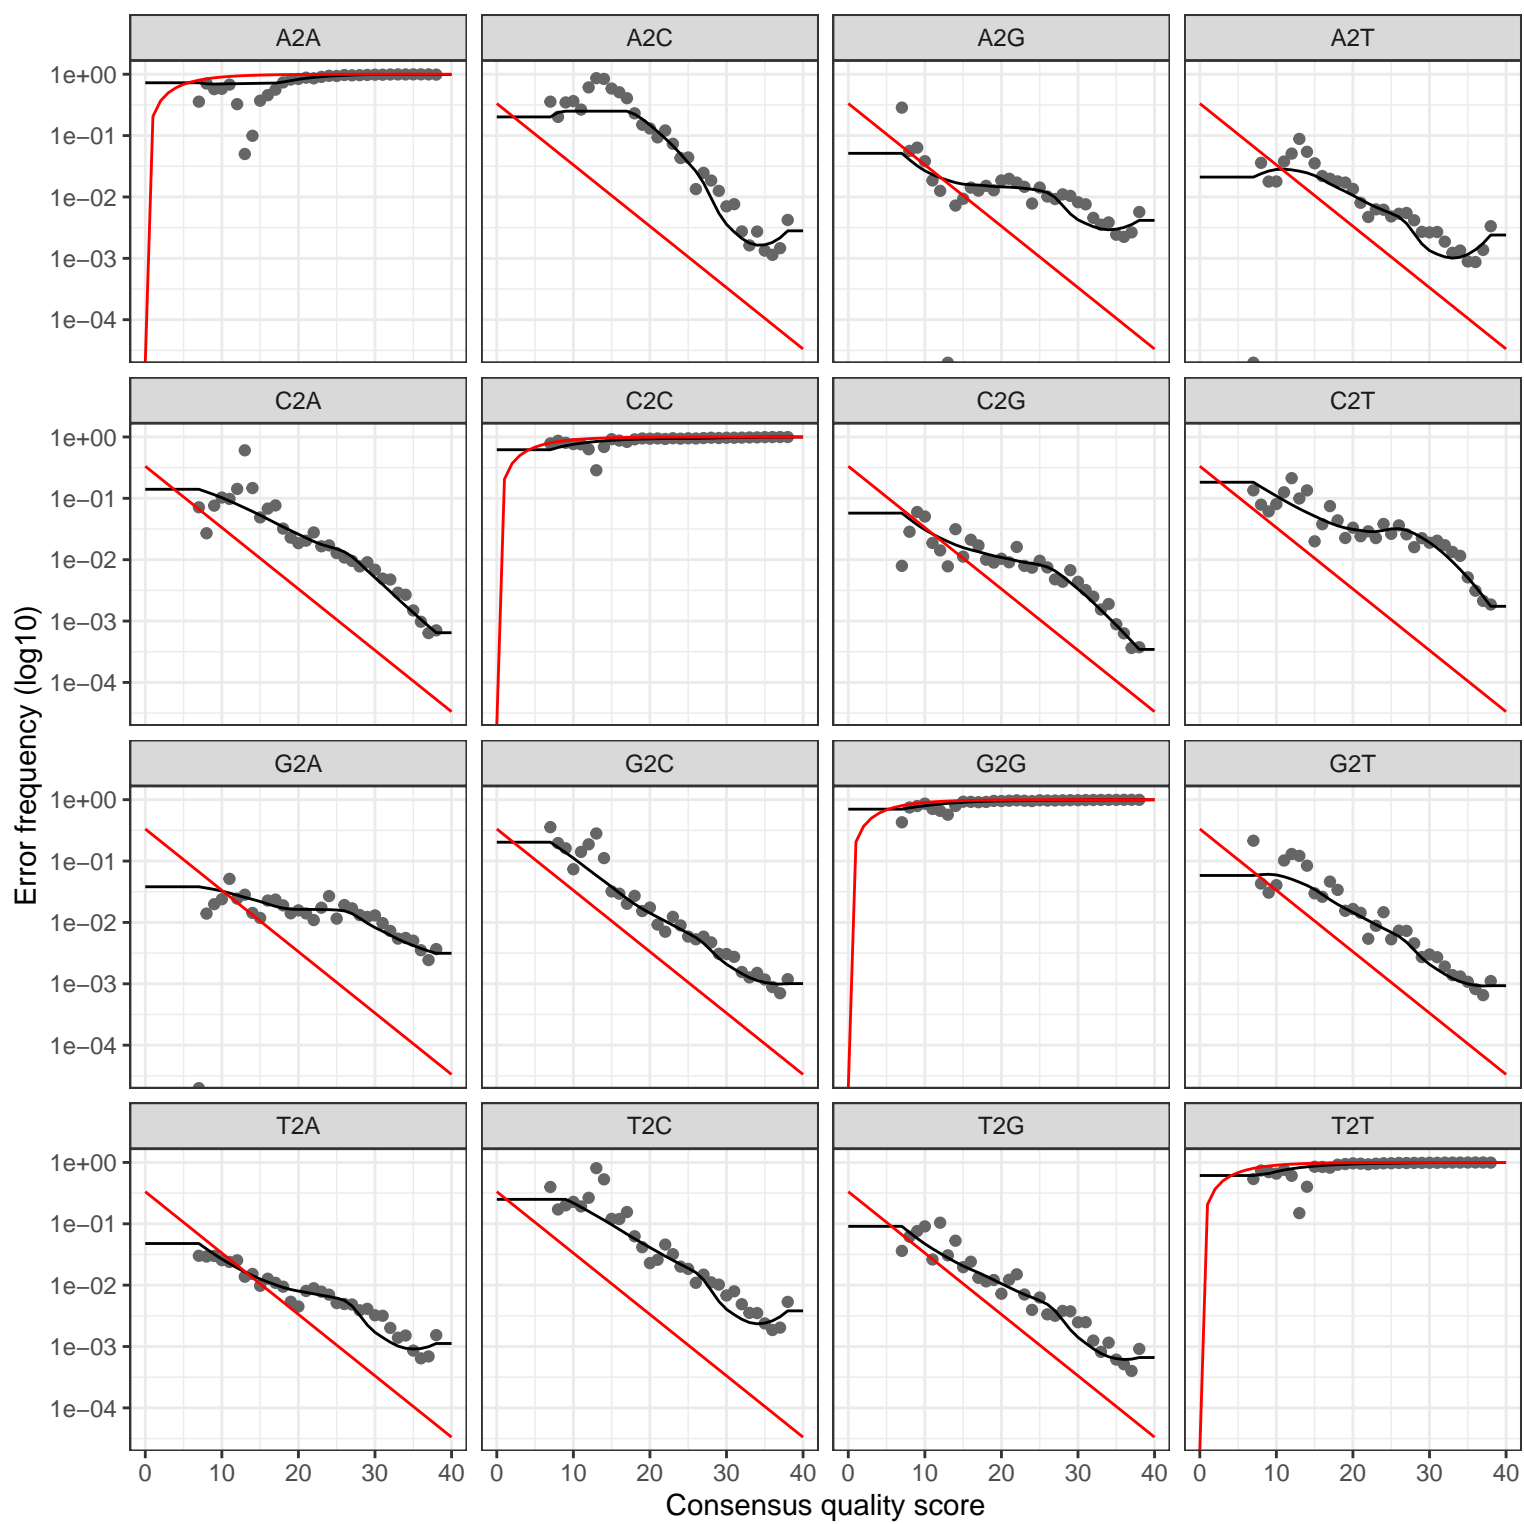 A2A A2C A2G A2T
1e+00
1e−01
1e−02
1e−03
1e−04
C2A C2C C2G C2T
1e+00
1e−01
1e−02
1e−03
1e−04
Error frequency (log10)
G2A G2C G2G G2T
1e+00
1e−01
1e−02
1e−03
1e−04
T2A T2C T2G T2T
1e+00
1e−01
1e−02
1e−03
1e−04
0 10 20 30 40 0 10 20 30 40 0 10 20 30 40 0 10 20 30 40
Consensus quality score